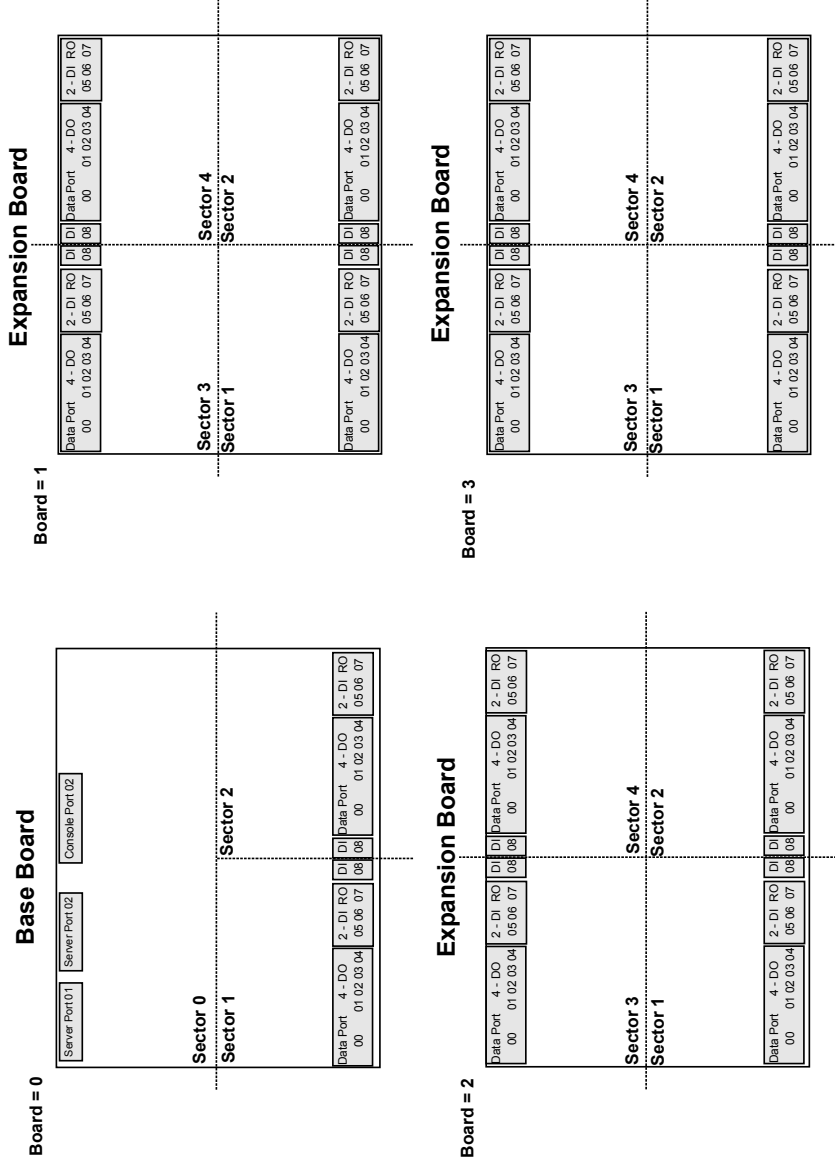 Base Board
Board = 0
Server Port 01
Server Port 02
Console Port 02
Sector 0
Sector 1
Sector 2
Data Port 4 - DO
00 01 02 03 04
2 - DI RO
05 06 07
DI
08
DI
08
Data Port 4 - DO
00 01 02 03 04
2 - DI RO
05 06 07
Expansion Board
Board = 1
Data Port 4 - DO
00 01 02 03 04
2 - DI RO
05 06 07
DI
08
DI
08
Data Port 4 - DO
00 01 02 03 04
2 - DI RO
05 06 07
Sector 3
Sector 4
Sector 1
Sector 2
Data Port 4 - DO
00 01 02 03 04
2 - DI RO
05 06 07
DI
08
DI
08
Data Port 4 - DO
00 01 02 03 04
2 - DI RO
05 06 07
Expansion Board
Board = 2
Data Port 4 - DO
00 01 02 03 04
2 - DI RO
05 06 07
DI
08
DI
08
Data Port 4 - DO
00 01 02 03 04
2 - DI RO
05 06 07
Sector 3
Sector 4
Sector 1
Sector 2
Data Port 4 - DO
00 01 02 03 04
2 - DI RO
05 06 07
DI
08
DI
08
Data Port 4 - DO
00 01 02 03 04
2 - DI RO
05 06 07
Expansion Board
Board = 3
Data Port 4 - DO
00 01 02 03 04
2 - DI RO
05 06 07
DI
08
DI
08
Data Port 4 - DO
00 01 02 03 04
2 - DI RO
05 06 07
Sector 3
Sector 4
Sector 1
Sector 2
Data Port 4 - DO
00 01 02 03 04
2 - DI RO
05 06 07
DI
08
DI
08
Data Port 4 - DO
00 01 02 03 04
2 - DI RO
05 06 07